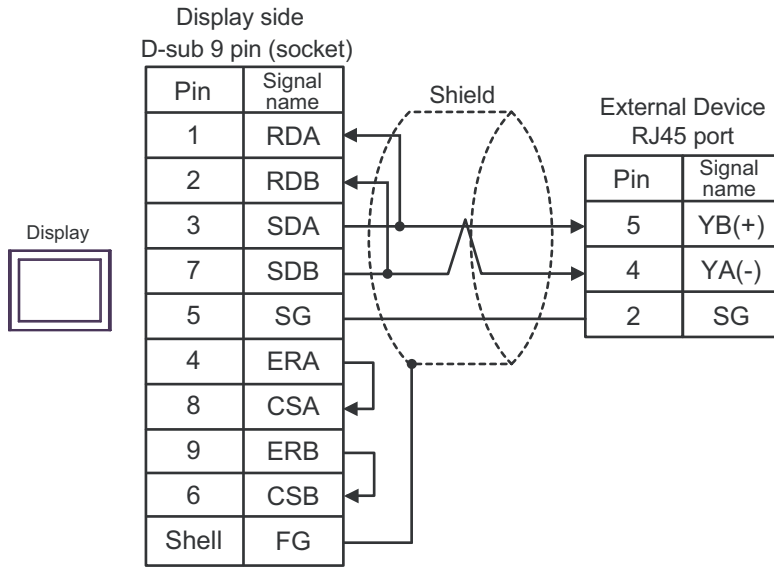 Display side
D-sub 9 pin (socket)
Pin Signal name
1 RDA
2 RDB
3 SDA
7 SDB
5 SG
4 ERA
8 CSA
9 ERB
6 CSB
Shell FG
Display
Shield
External Device
RJ45 port
Pin Signal name
5 YB(+)
4 YA(-)
2 SG